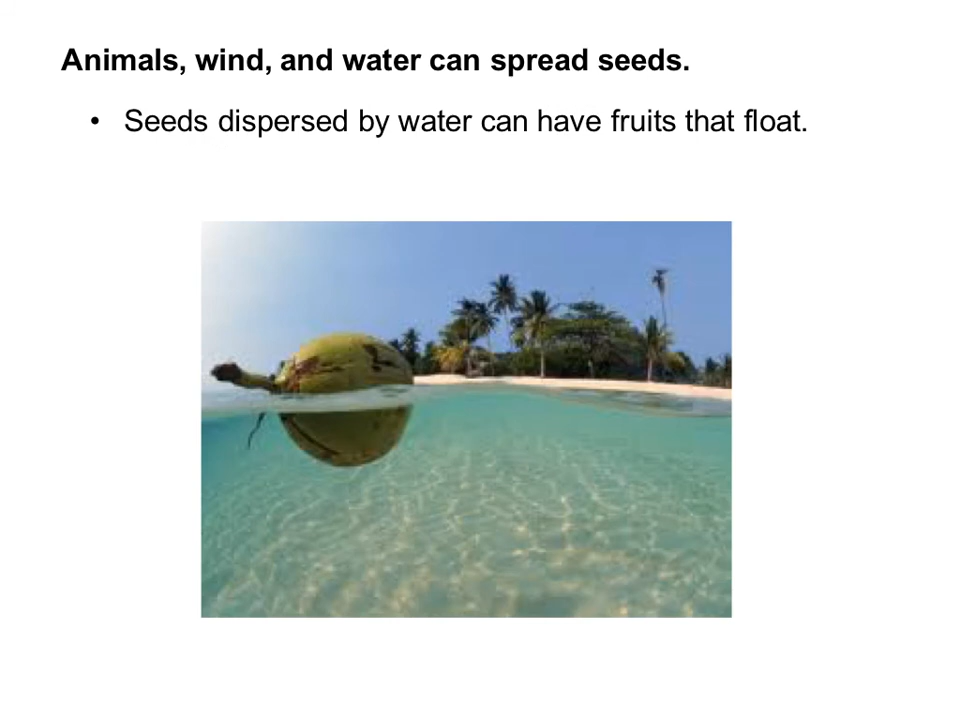 Animals, wind, and water can spread seeds.
• Seeds dispersed by water can have fruits that float.